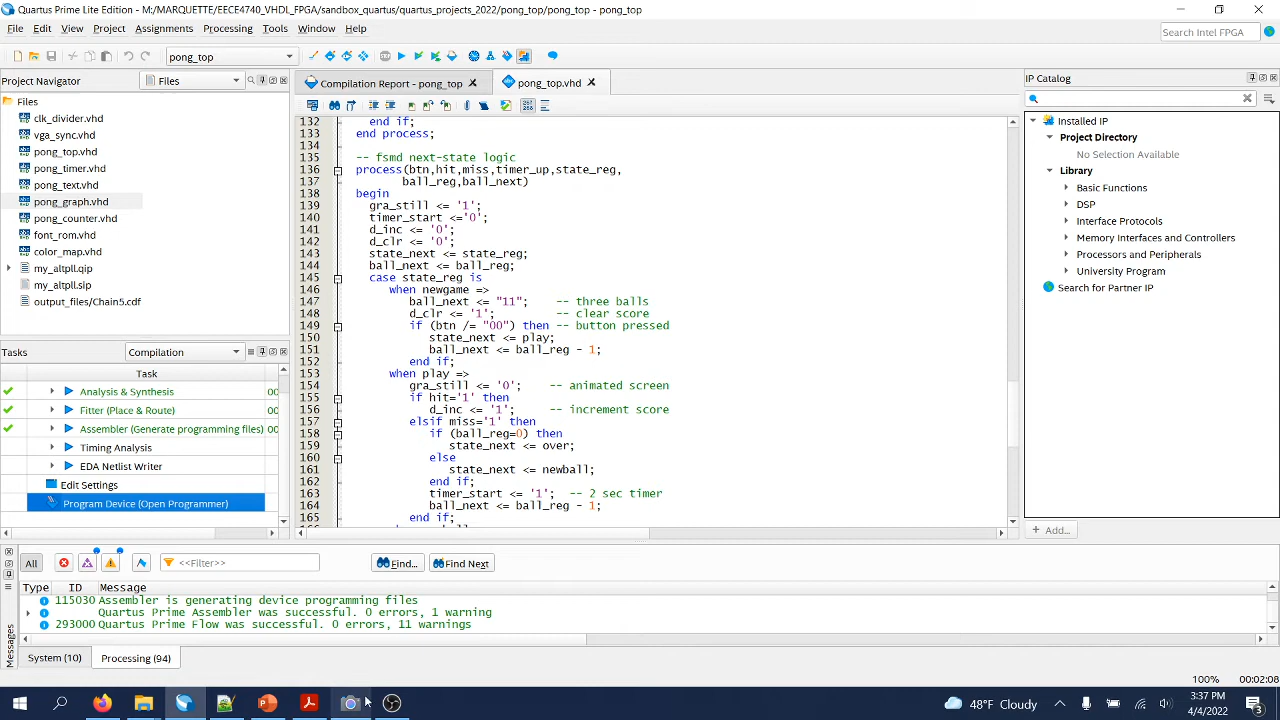 Quartus Prime Lite Edition - M:/MARQUETTE/EECE4740_VHDL_FPGA/sandbox_quartus/quartus_projects_2022/pong_top/pong_top - pong_top
File Edit View Project Assignments Processing Tools Window Help
Search Intel FPGA
pong_top
Project Navigator
Files
Files
clk_divider.vhd
vga_sync.vhd
pong_top.vhd
pong_timer.vhd
pong_text.vhd
pong_graph.vhd
pong_counter.vhd
font_rom.vhd
color_map.vhd
my_altpll.qip
my_altpll.sip
output_files/Chain5.cdf
Tasks
Compilation
Task
Analysis & Synthesis 00
Fitter (Place & Route) 00
Assembler (Generate programming files) 00
Timing Analysis
EDA Netlist Writer
Edit Settings
Program Device (Open Programmer)
Compilation Report - pong_top
pong_top.vhd
132 end if;
133 end process;
134
135 -- fsmd next-state logic
136 process(btn,hit,miss,timer_up,state_reg,
137 ball_reg,ball_next)
138 begin
139 gra_still <= '1';
140 timer_start <='0';
141 d_inc <= '0';
142 d_clr <= '0';
143 state_next <= state_reg;
144 ball_next <= ball_reg;
145 case state_reg is
146 when newgame =>
147 ball_next <= "11"; -- three balls
148 d_clr <= '1'; -- clear score
149 if (btn /= "00") then -- button pressed
150 state_next <= play;
151 ball_next <= ball_reg - 1;
152 end if;
153 when play =>
154 gra_still <= '0'; -- animated screen
155 if hit='1' then
156 d_inc <= '1'; -- increment score
157 elsif miss='1' then
158 if (ball_reg=0) then
159 state_next <= over;
160 else
161 state_next <= newball;
162 end if;
163 timer_start <= '1'; -- 2 sec timer
164 ball_next <= ball_reg - 1;
165 end if;
IP Catalog
Installed IP
Project Directory
No Selection Available
Library
Basic Functions
DSP
Interface Protocols
Memory Interfaces and Controllers
Processors and Peripherals
University Program
Search for Partner IP
+ Add...
All
<<Filter>>
Find...
Find Next
Type ID Message
115030 Assembler is generating device programming files
Quartus Prime Assembler was successful. 0 errors, 1 warning
293000 Quartus Prime Flow was successful. 0 errors, 11 warnings
Messages
System (10)
Processing (94)
100% 00:02:08
48°F Cloudy
3:37 PM
4/4/2022
3